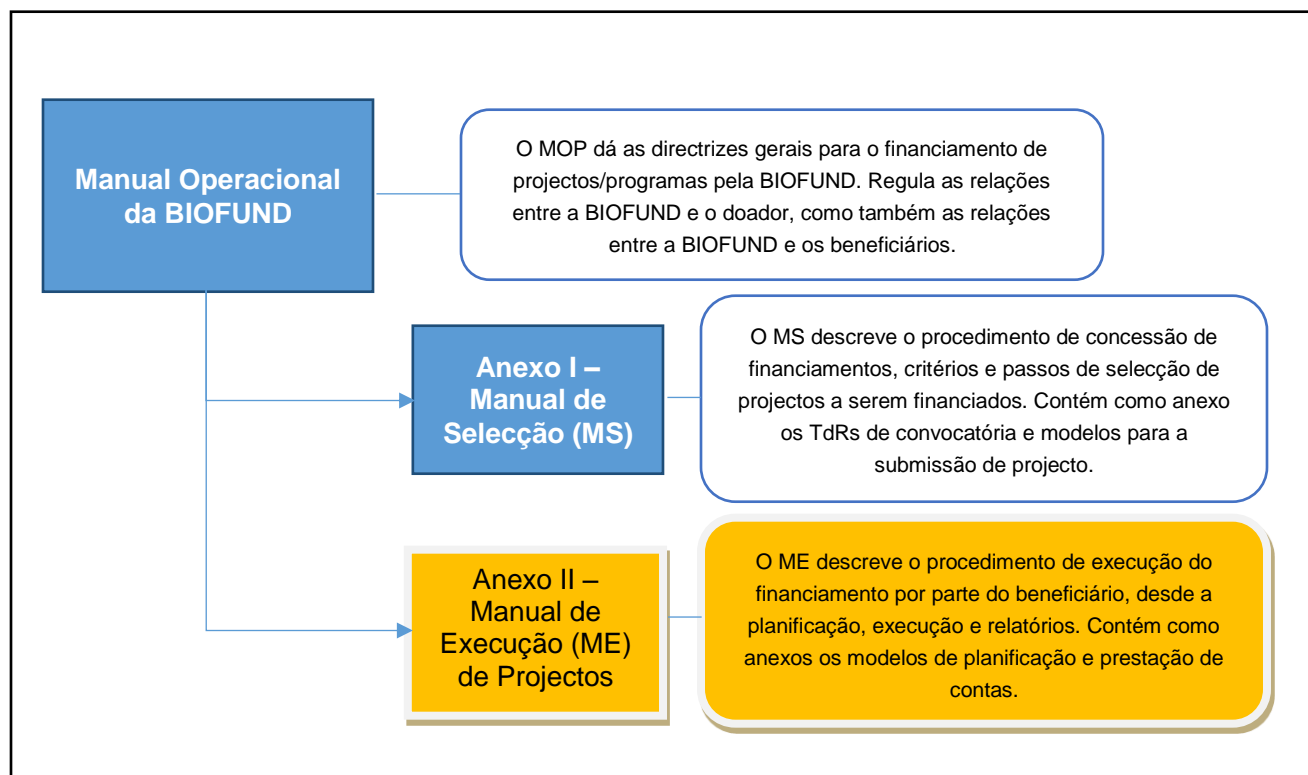 Manual Operacional
da BIOFUND
O MOP dá as directrizes gerais para o financiamento de
projectos/programas pela BIOFUND. Regula as relações
entre a BIOFUND e o doador, como também as relações
entre a BIOFUND e os beneficiários.
Anexo I –
Manual de
Selecção (MS)
O MS descreve o procedimento de concessão de
financiamentos, critérios e passos de selecção de
projectos a serem financiados. Contém como anexo
os TdRs de convocatória e modelos para a
submissão de projecto.
Anexo II –
Manual de
Execução (ME)
de Projectos
O ME descreve o procedimento de execução do
financiamento por parte do beneficiário, desde a
planificação, execução e relatórios. Contém como
anexos os modelos de planificação e prestação de
contas.